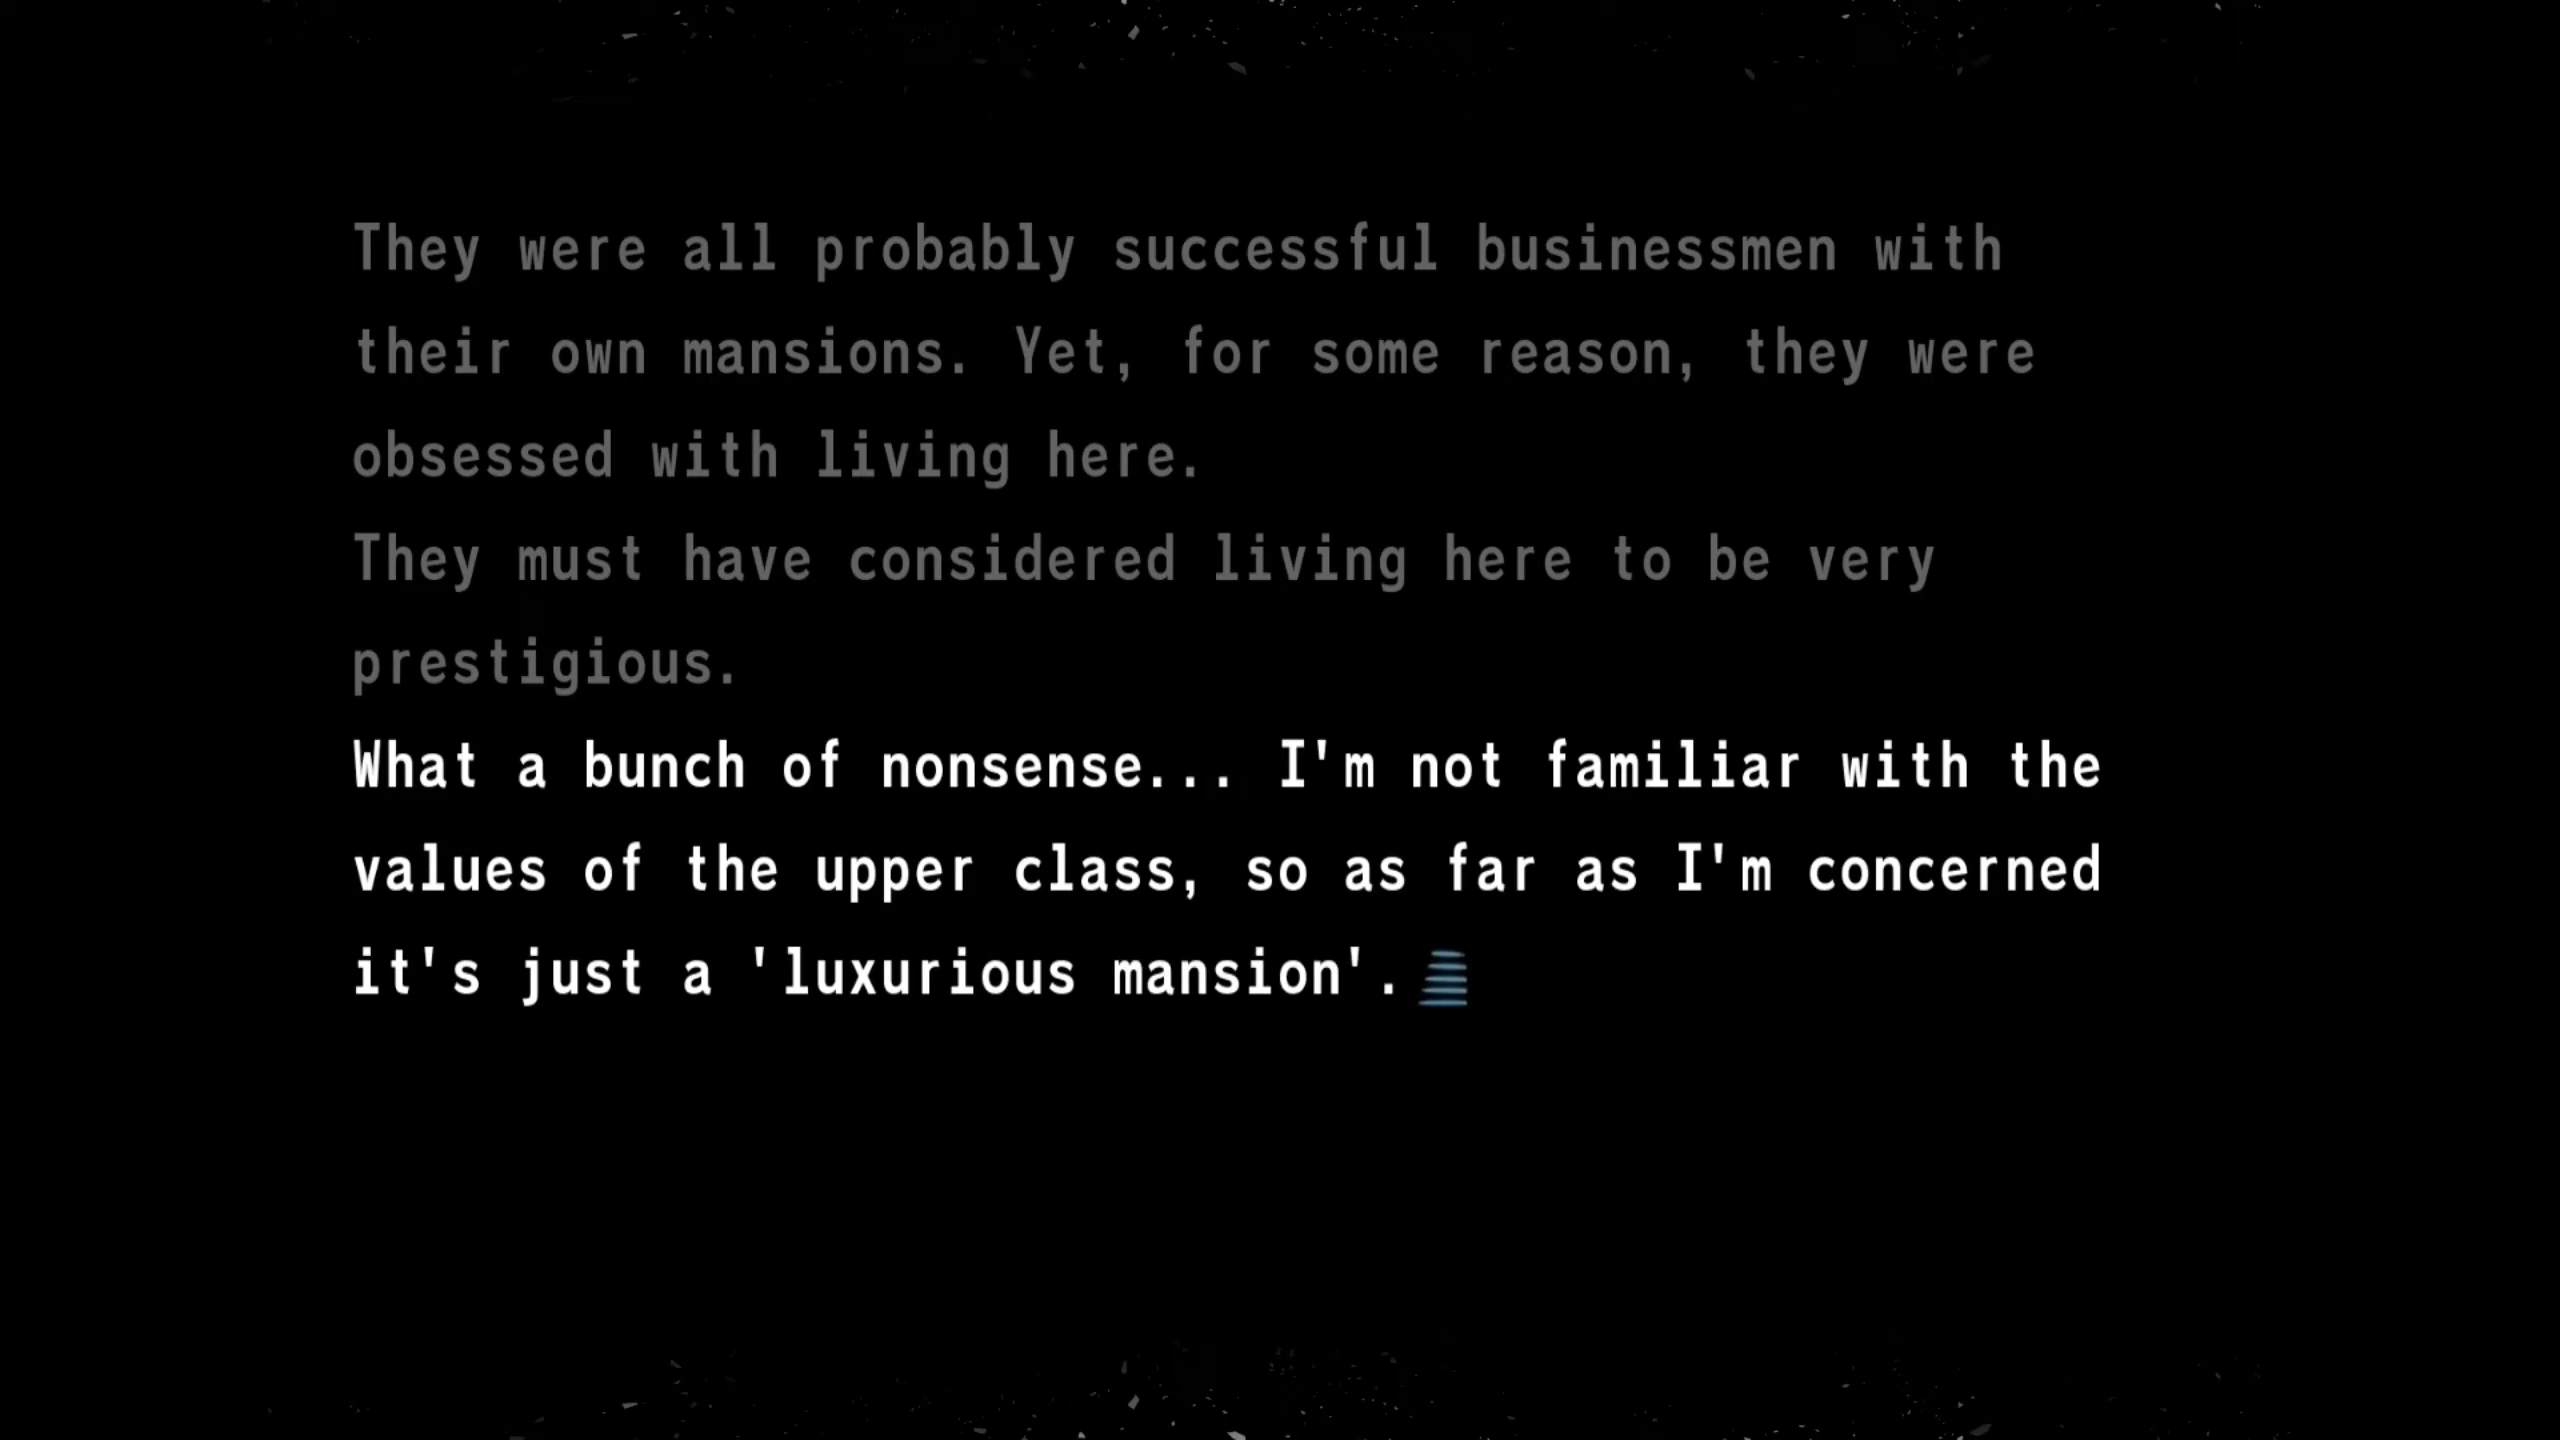 They were all probably successful businessmen with
their own mansions. Yet, for some reason, they were
obsessed with living here.
They must have considered living here to be very
prestigious.
What a bunch of nonsense... I'm not familiar with the
values of the upper class, so as far as I'm concerned
it's just a 'luxurious mansion'.